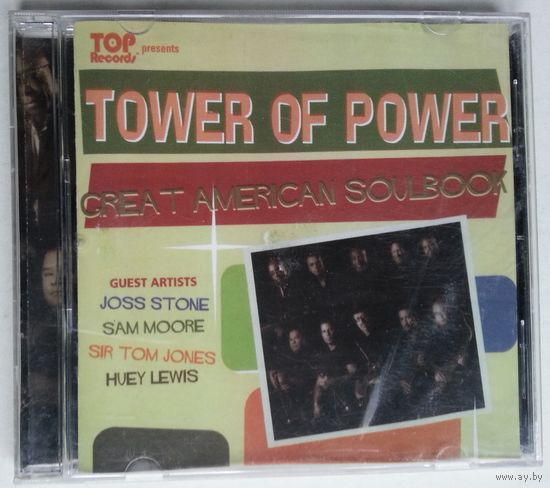 TOP
Records™ presents
TOWER OF POWER
GREAT AMERICAN SOULBOOK
GUEST ARTISTS
JOSS STONE
SAM MOORE
SIR TOM JONES
HUEY LEWIS
www.ay.by